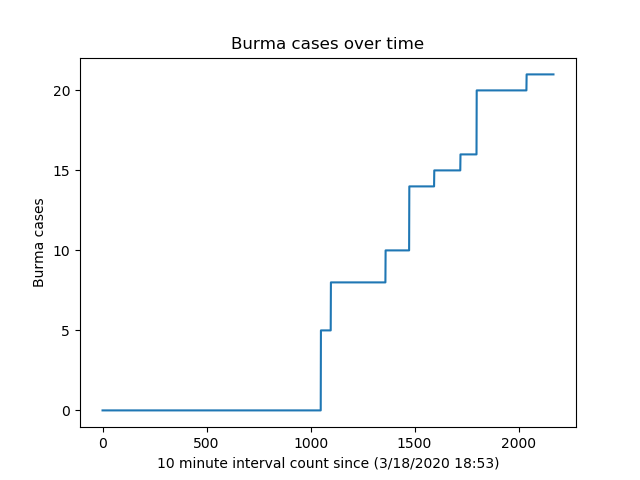 Burma cases over time
Burma cases
20
15
10
5
0
0 500 1000 1500 2000
10 minute interval count since (3/18/2020 18:53)